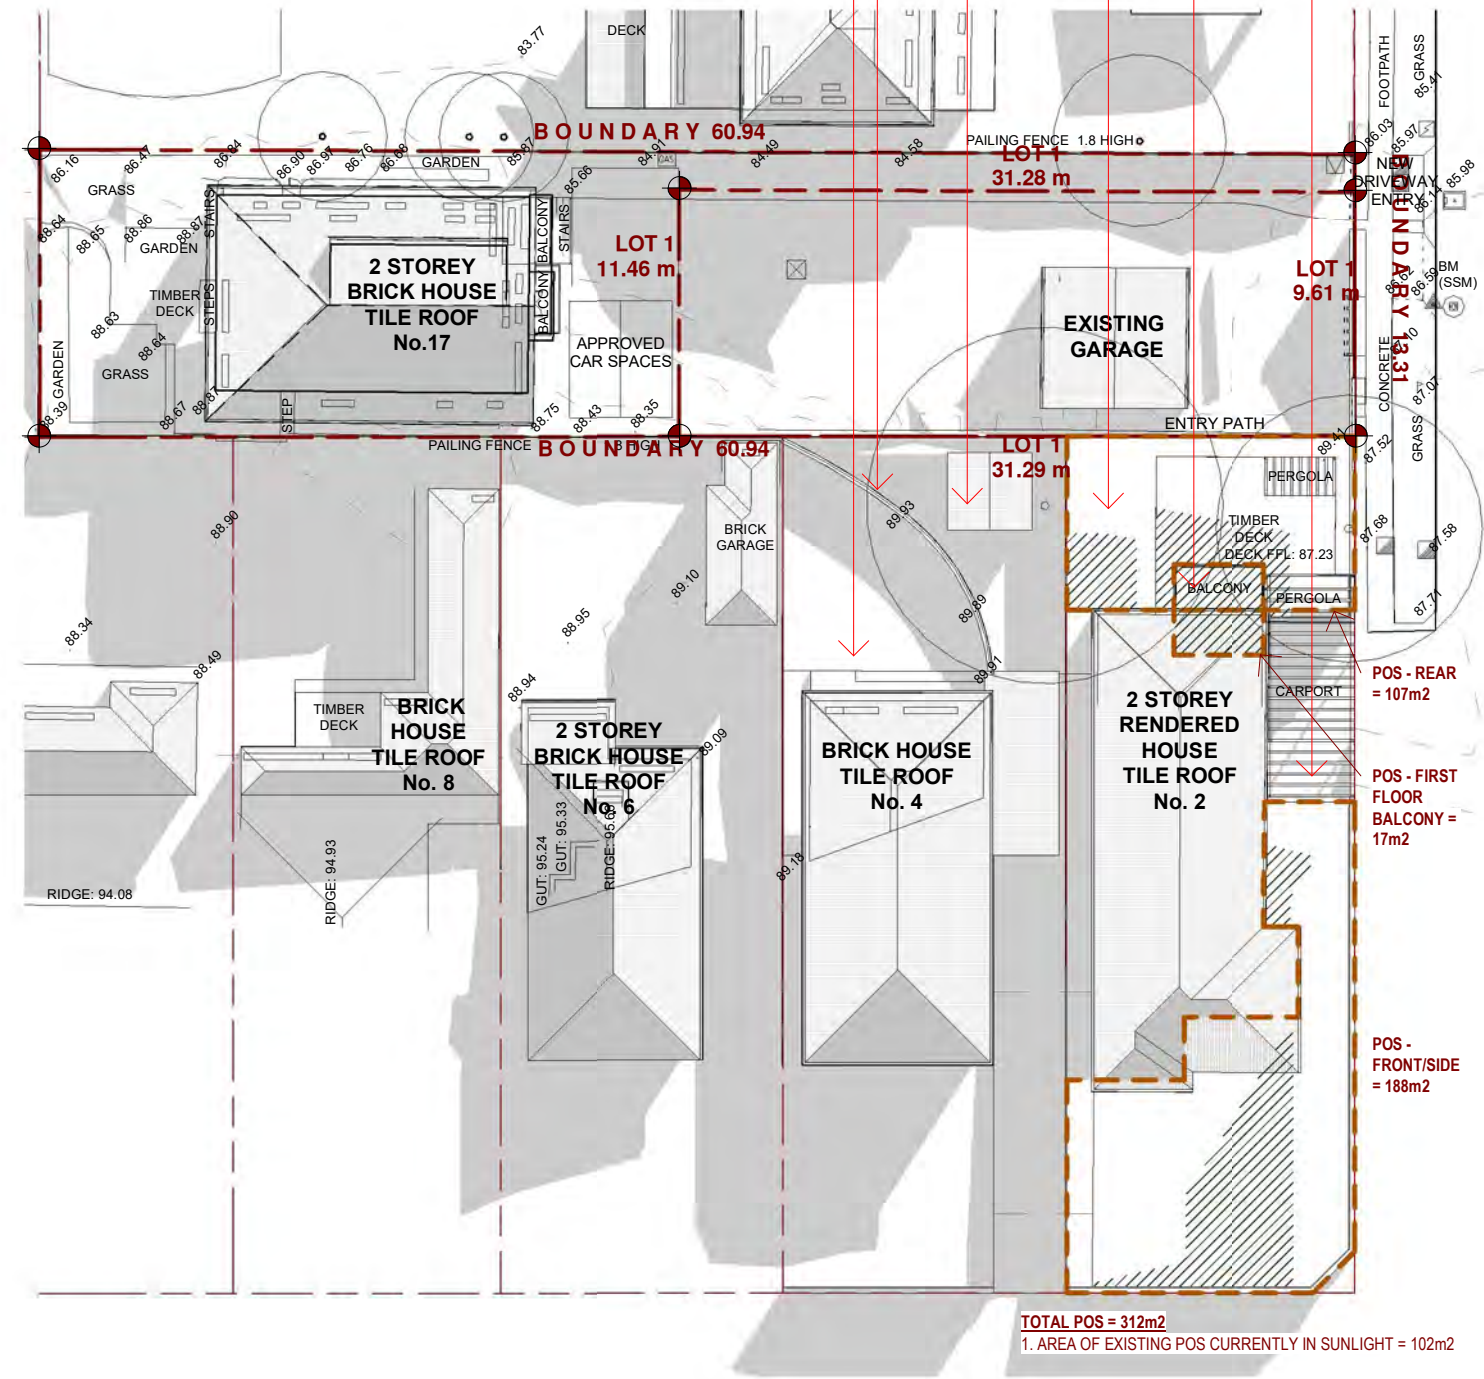 DECK
83.77
FOOTPATH
GRASS
85.41
BOUNDARY 60.94
PAILING FENCE 1.8 HIGH
86.03
85.97
86.16
86.47
86.84
86.90
86.97
86.76
86.68
GARDEN
85.87
85.66
84.91
GAS
84.49
84.58
LOT 1
31.28 m
NEW
DRIVEWAY
ENTRY
86.14
85.98
GRASS
STAIRS
BALCONY
STAIRS
88.64
88.65
88.86
88.87
GARDEN
LOT 1
11.46 m
2 STOREY
BRICK HOUSE
TILE ROOF
No.17
TIMBER
DECK
STEPS
BALCONY
LOT 1
9.61 m
BOUNDARY 13.31
86.62
86.59
BM
(SSM)
88.63
88.64
GARDEN
GRASS
APPROVED
CAR SPACES
EXISTING
GARAGE
CONCRETE
87.07
88.39
88.67
88.87
STEP
88.75
88.43
88.35
ENTRY PATH
89.41
87.52
GRASS
PAILING FENCE
BOUNDARY 60.94
LOT 1
31.29 m
PERGOLA
88.90
BRICK
GARAGE
89.93
TIMBER
DECK
DECK FFL: 87.23
87.68
87.58
89.10
BALCONY
PERGOLA
87.71
88.34
88.95
89.89
88.49
88.94
89.91
POS - REAR
= 107m2
CARPORT
TIMBER
DECK
BRICK
HOUSE
TILE ROOF
No. 8
2 STOREY
BRICK HOUSE
TILE ROOF
No. 6
89.09
BRICK HOUSE
TILE ROOF
No. 4
2 STOREY
RENDERED
HOUSE
TILE ROOF
No. 2
POS - FIRST
FLOOR
BALCONY =
17m2
GUT: 95.24
GUT: 95.33
RIDGE: 95.69
89.18
RIDGE: 94.93
RIDGE: 94.08
POS -
FRONT/SIDE
= 188m2
TOTAL POS = 312m2
1. AREA OF EXISTING POS CURRENTLY IN SUNLIGHT = 102m2